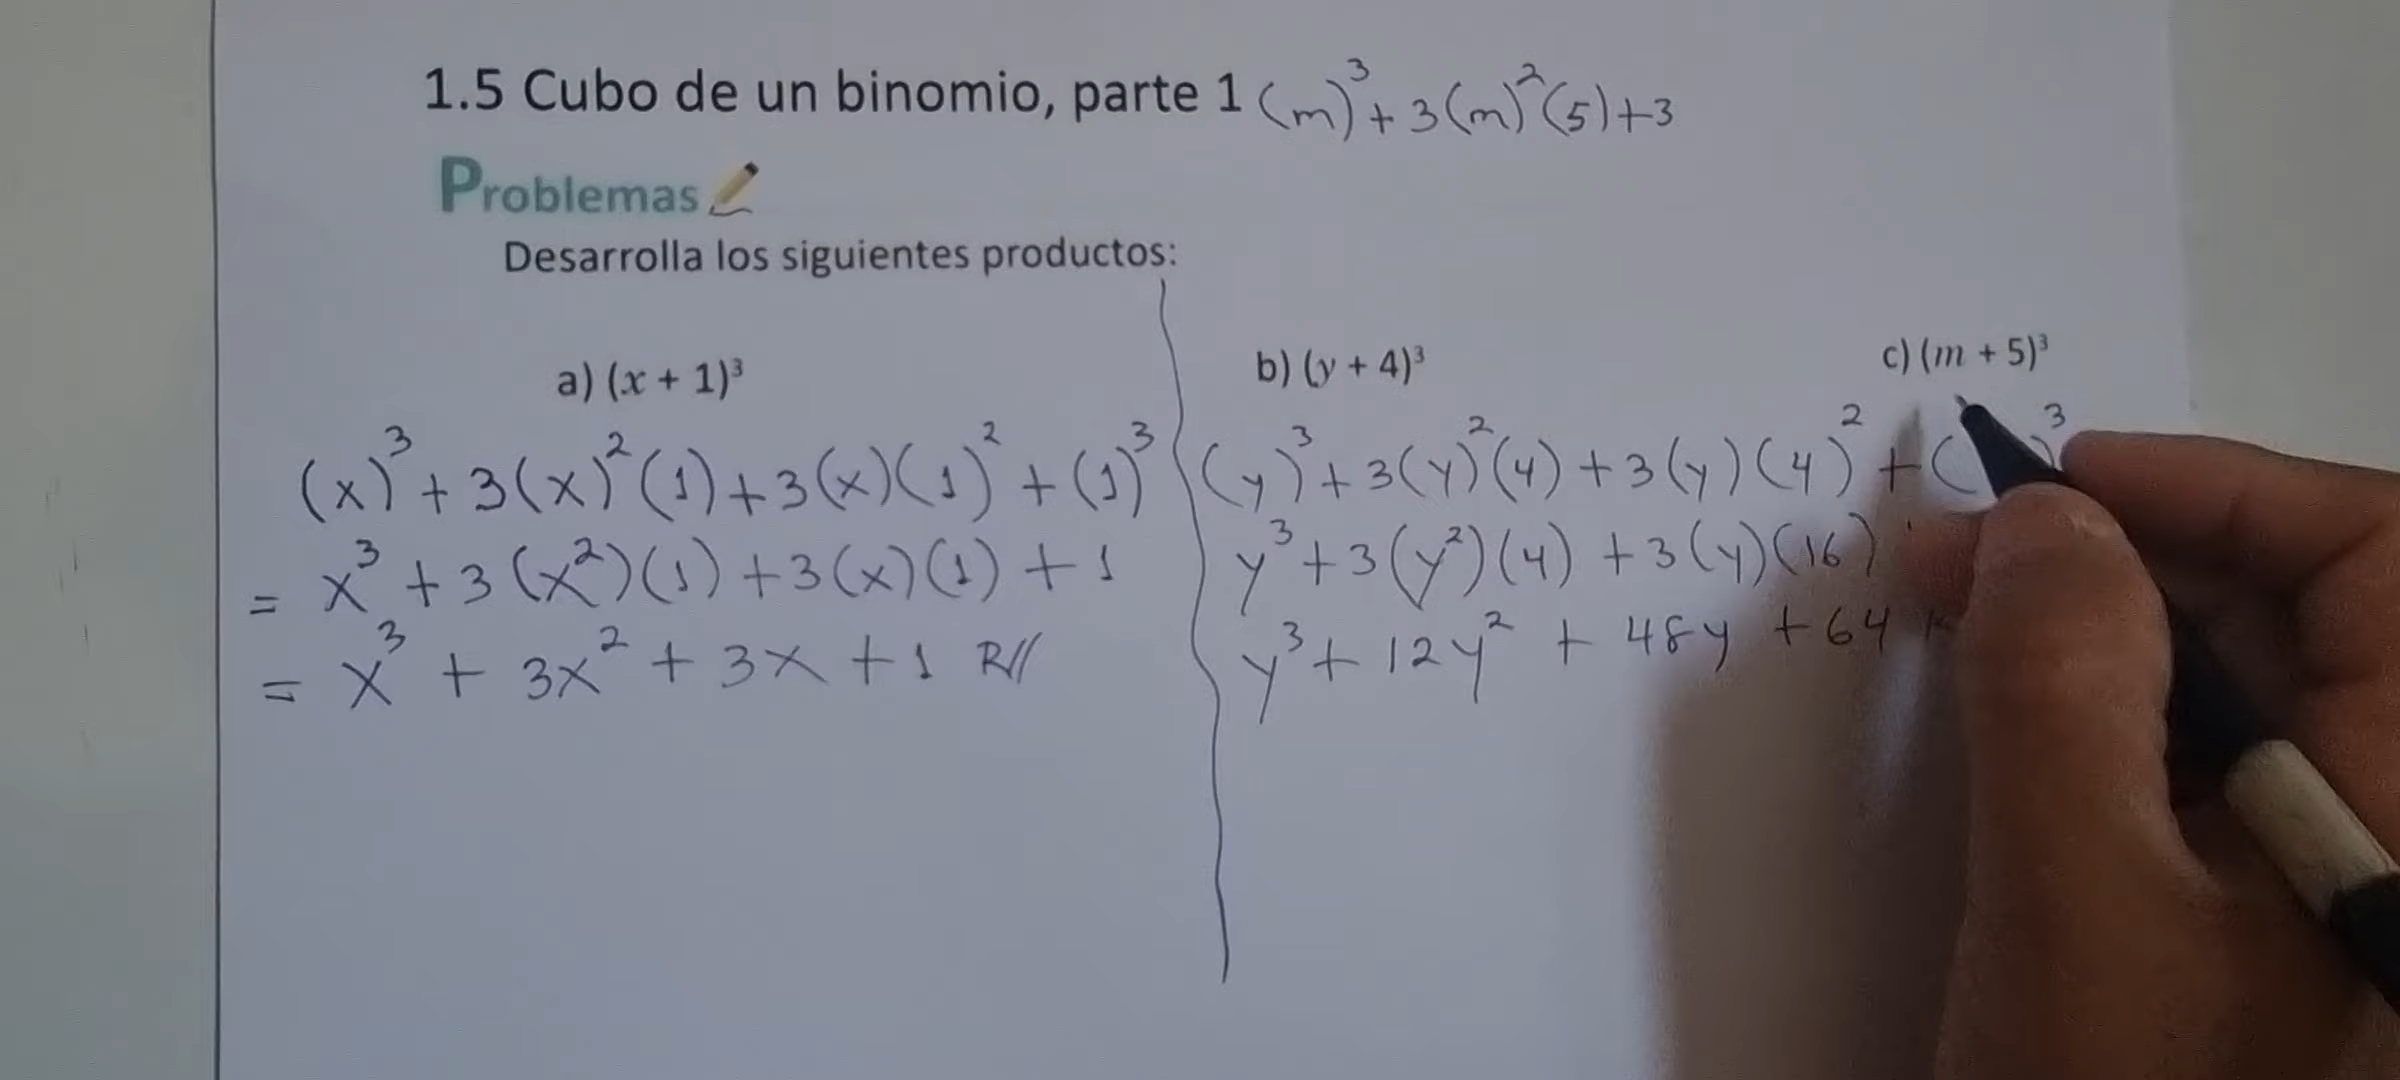 1.5 Cubo de un binomio, parte 1 (m)³ + 3(m)²(5) + 3
Problemas
Desarrolla los siguientes productos:
a) (x + 1)³
(x)³ + 3(x)²(1) + 3(x)(1)² + (1)³
= x³ + 3(x²)(1) + 3(x)(1) + 1
= x³ + 3x² + 3x + 1 R//
b) (y + 4)³
(y)³ + 3(y)²(4) + 3(y)(4)² + ( )³
y³ + 3(y²)(4) + 3(y)(16)
y³ + 12y² + 48y + 64
c) (m + 5)³